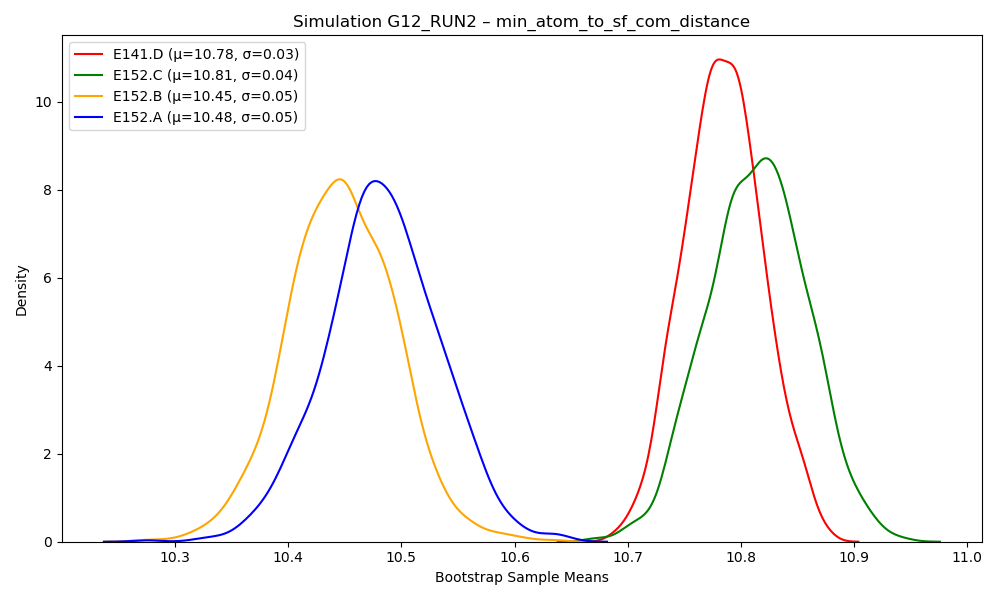 Simulation G12_RUN2 – min_atom_to_sf_com_distance
E141.D (μ=10.78, σ=0.03)
E152.C (μ=10.81, σ=0.04)
E152.B (μ=10.45, σ=0.05)
E152.A (μ=10.48, σ=0.05)
Density
10
8
6
4
2
0
10.3 10.4 10.5 10.6 10.7 10.8 10.9 11.0
Bootstrap Sample Means